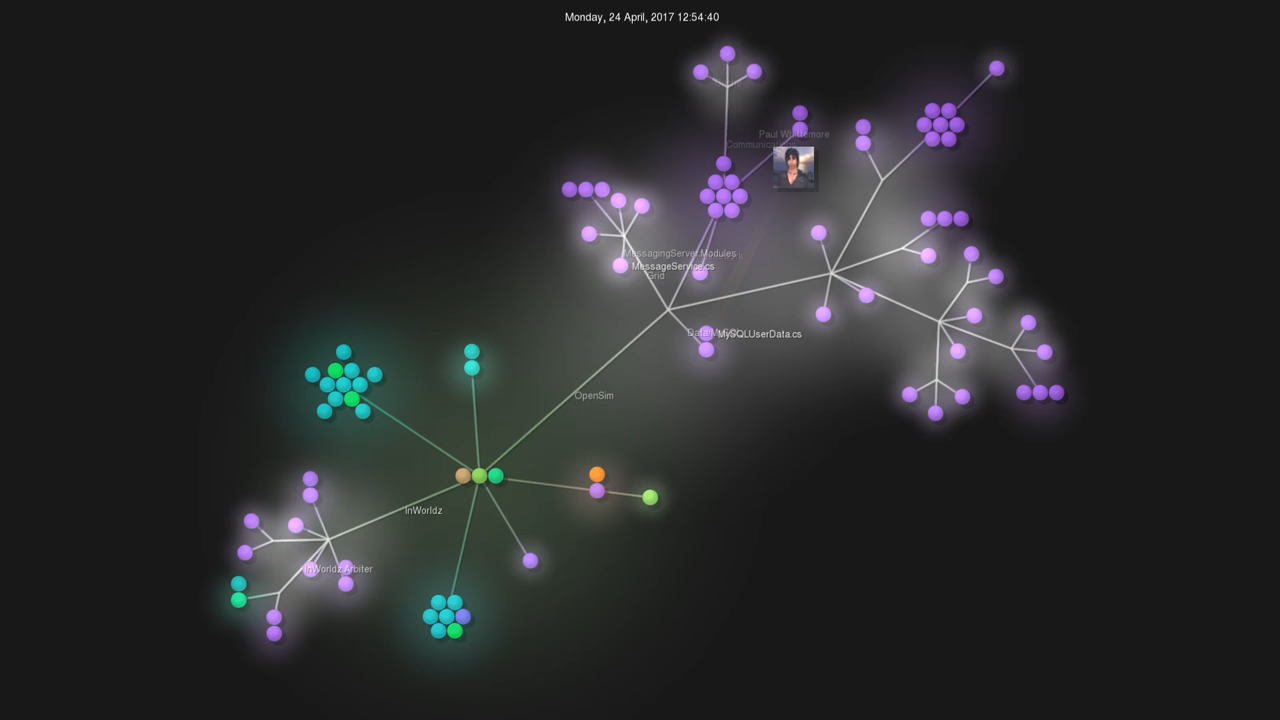 Monday, 24 April, 2017 12:54:40
Paul Whittemore
Communications
MessagingServer.Modules
MessageService.cs
Grid
MySQLUserData.cs
OpenSim
InWorldz
InWorldz.Arbiter